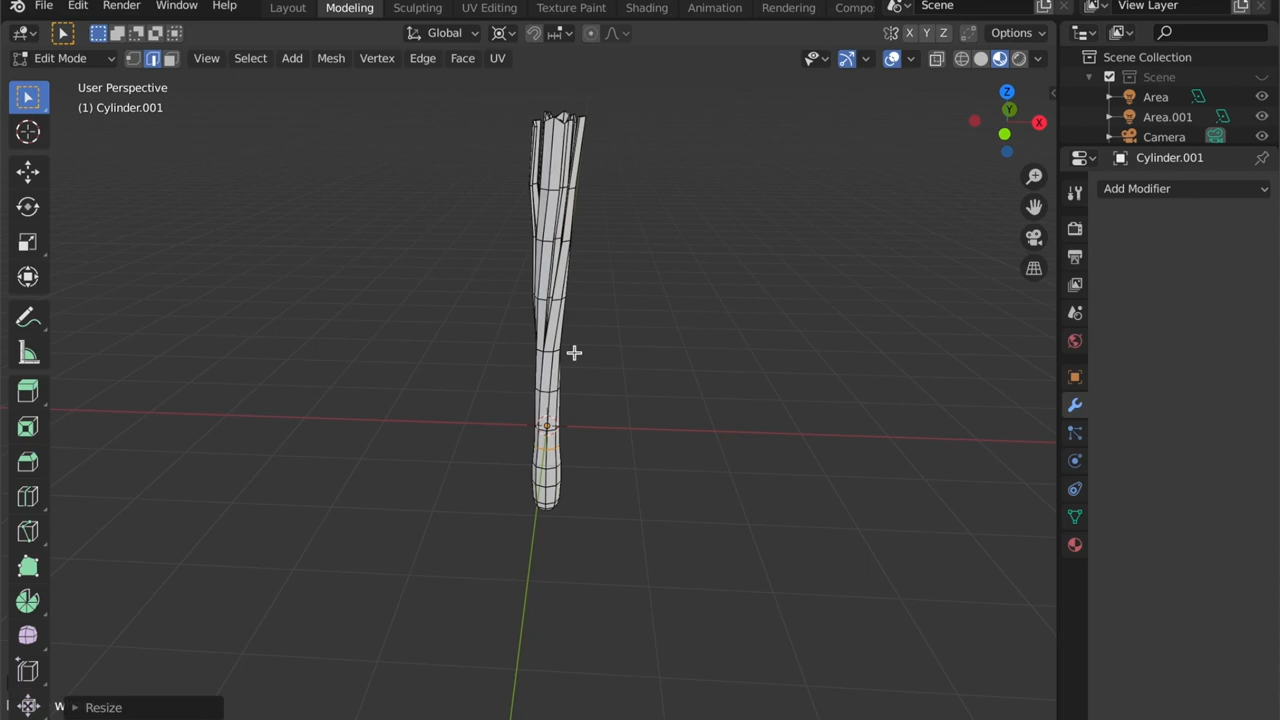 File Edit Render Window Help Layout Modeling Sculpting UV Editing Texture Paint Shading Animation Rendering Compo Scene View Layer
Global X Y Z Options
Edit Mode View Select Add Mesh Vertex Edge Face UV
Scene Collection
Scene
Area
Area.001
Camera
Cylinder.001
Add Modifier
User Perspective
(1) Cylinder.001
Z
Y
X
Resize